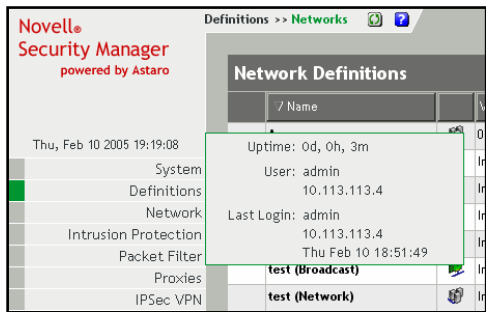 Novell®
Security Manager
powered by Astaro
Definitions >> Networks ?
Network Definitions
Name
Thu, Feb 10 2005 19:19:08
System
Definitions
Network
Intrusion Protection
Packet Filter
Proxies
IPSec VPN
Uptime: 0d, 0h, 3m
User: admin
10.113.113.4
Last Login: admin
10.113.113.4
Thu Feb 10 18:51:49
test (Broadcast)
test (Network)